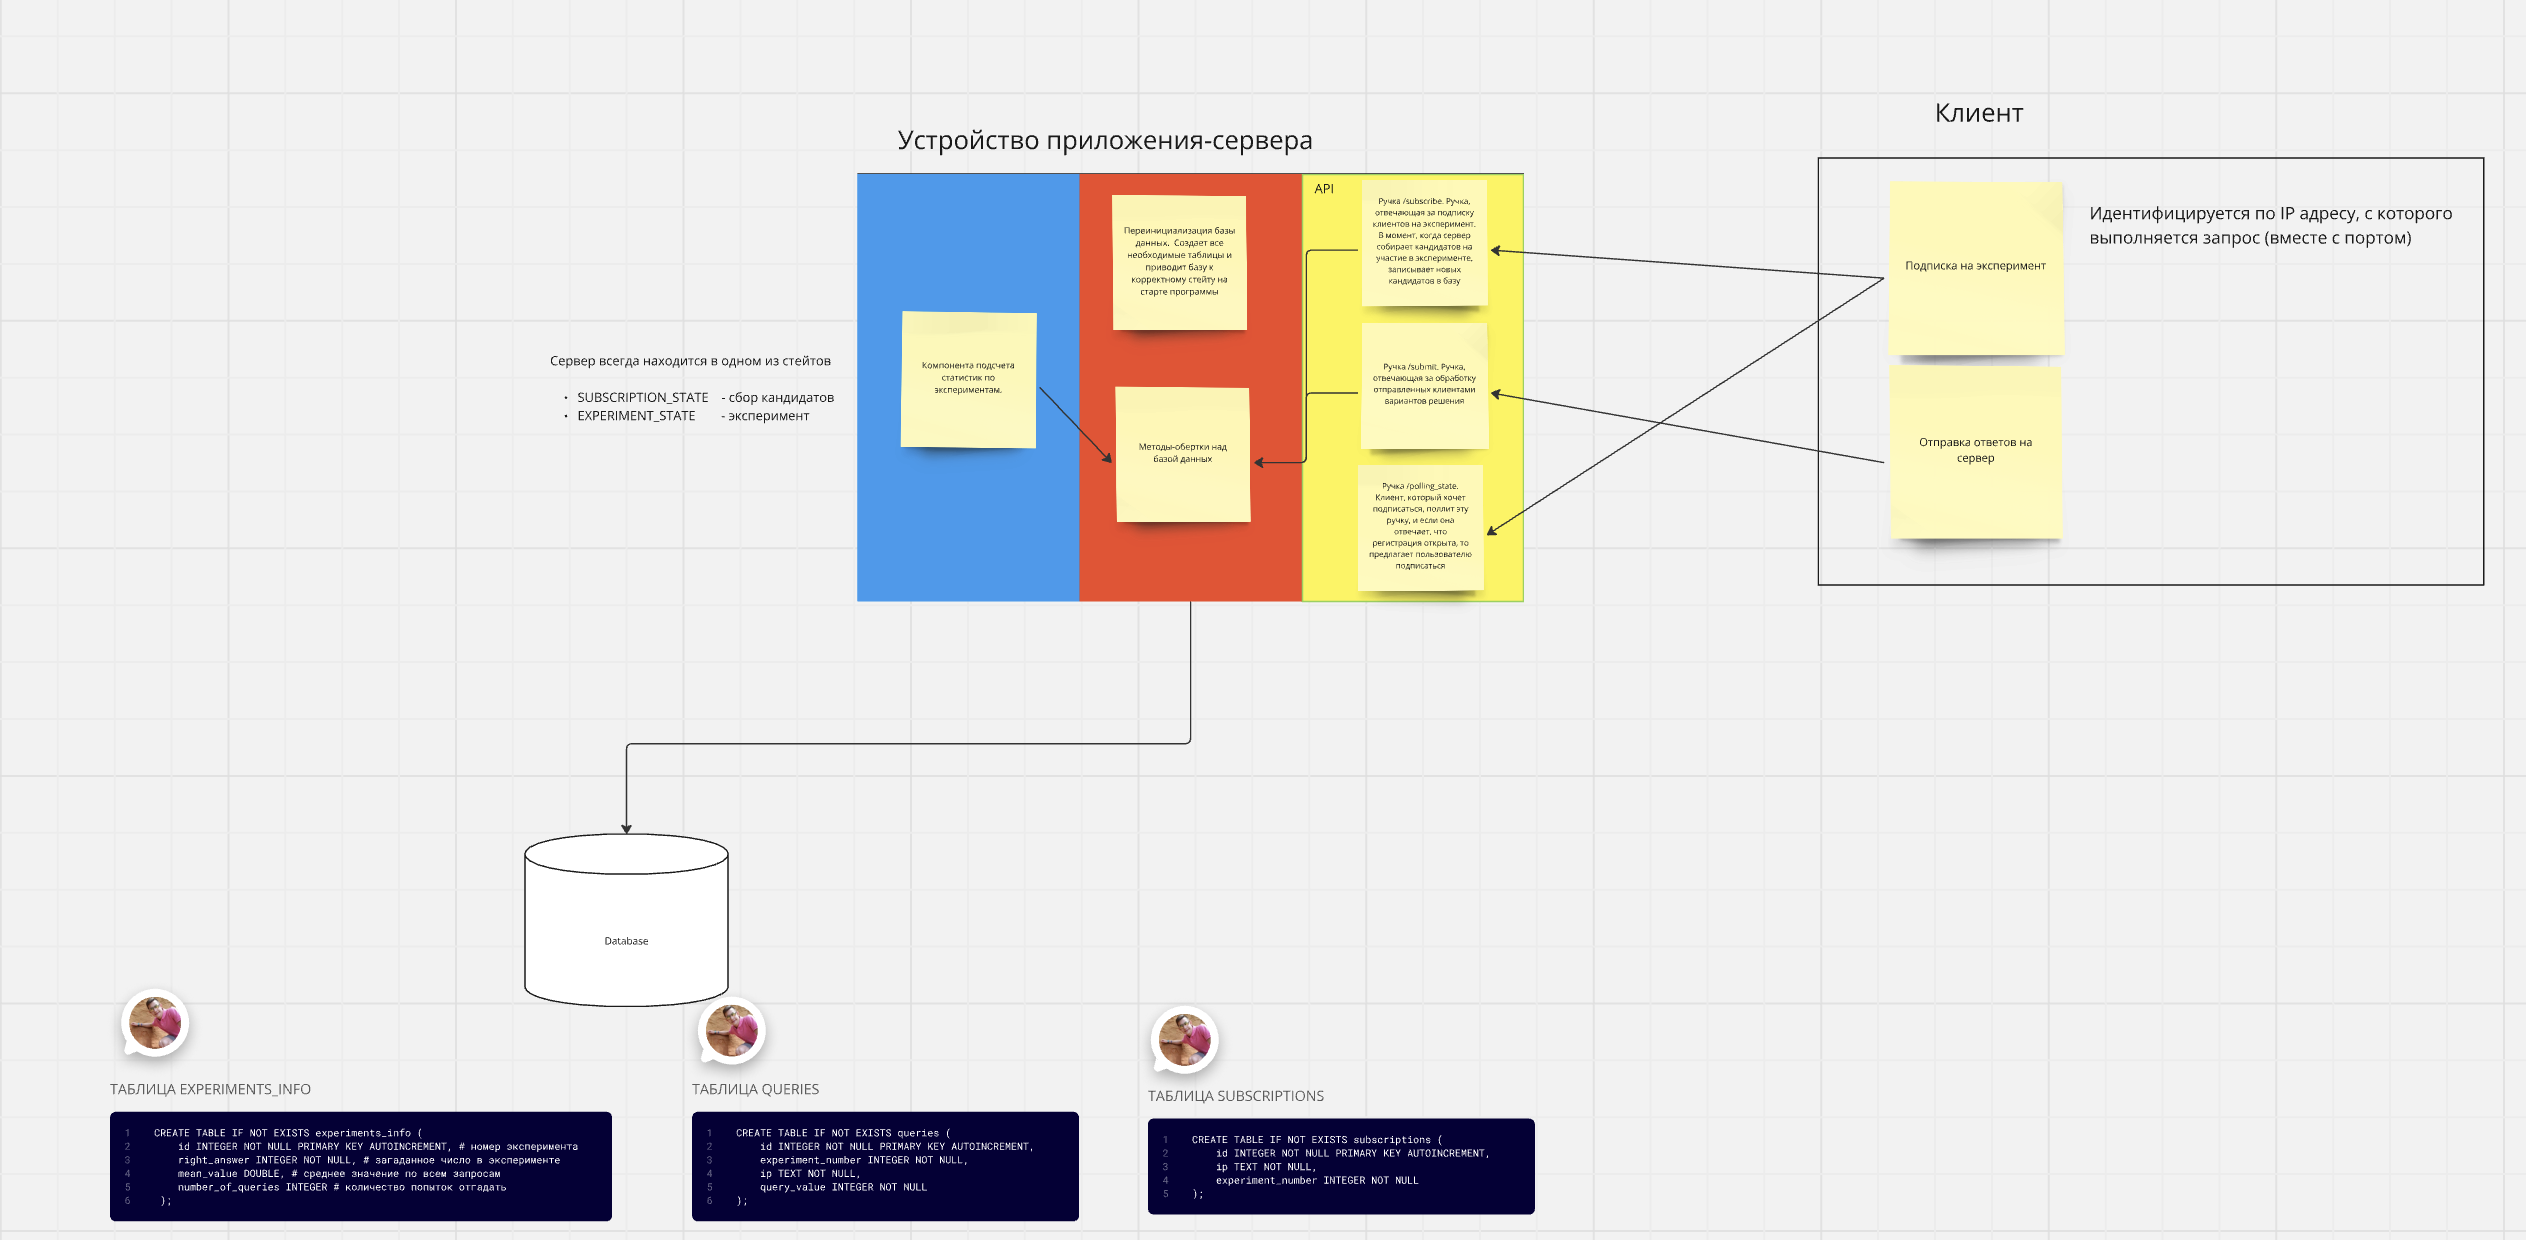 Клиент
Устройство приложения-сервера
API
Ручка /subscribe. Ручка,
отвечающая за подписку
клиентов на эксперимент.
В момент, когда сервер
собирает кандидатов на
участие в эксперименте,
записывает новых
кандидатов в базу
Первинициализация базы
данных. Создает все
необходимые таблицы и
приводит базу к
корректному стейту на
старте программы
Подписка на эксперимент
Идентифицируется по IP адресу, с которого
выполняется запрос (вместе с портом)
Сервер всегда находится в одном из стейтов
• SUBSCRIPTION_STATE - сбор кандидатов
• EXPERIMENT_STATE - эксперимент
Компонента подсчета
статистик по
экспериментам.
Ручка /submit. Ручка,
отвечающая за обработку
отправленных клиентами
вариантов решения
Методы-обертки над
базой данных
Отправка ответов на
сервер
Ручка /polling_state.
Клиент, который хочет
подписаться, поллит эту
ручку, и если она
отвечает, что
регистрация открыта, то
предлагает пользователю
подписаться
Database
ТАБЛИЦА EXPERIMENTS_INFO
1 CREATE TABLE IF NOT EXISTS experiments_info (
2 id INTEGER NOT NULL PRIMARY KEY AUTOINCREMENT, # номер эксперимента
3 right_answer INTEGER NOT NULL, # загаданное число в эксперименте
4 mean_value DOUBLE, # среднее значение по всем запросам
5 number_of_queries INTEGER # количество попыток отгадать
6 );
ТАБЛИЦА QUERIES
1 CREATE TABLE IF NOT EXISTS queries (
2 id INTEGER NOT NULL PRIMARY KEY AUTOINCREMENT,
3 experiment_number INTEGER NOT NULL,
4 ip TEXT NOT NULL,
5 query_value INTEGER NOT NULL
6 );
ТАБЛИЦА SUBSCRIPTIONS
1 CREATE TABLE IF NOT EXISTS subscriptions (
2 id INTEGER NOT NULL PRIMARY KEY AUTOINCREMENT,
3 ip TEXT NOT NULL,
4 experiment_number INTEGER NOT NULL
5 );